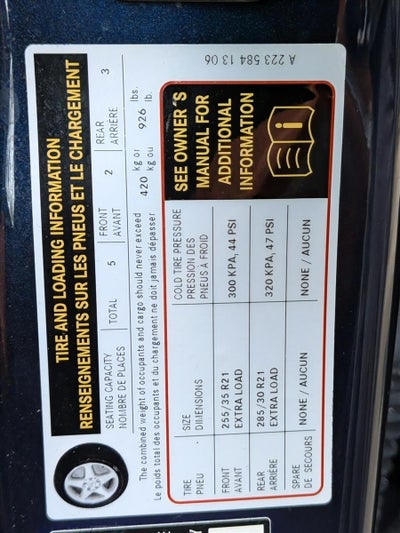 TIRE AND LOADING INFORMATION
RENSEIGNEMENTS SUR LES PNEUS ET LE CHARGEMENT
SEATING CAPACITY TOTAL 5 FRONT 2 REAR 3
NOMBRE DE PLACES AVANT ARRIÈRE
The combined weight of occupants and cargo should never exceed 420 kg or 926 lbs.
Le poids total des occupants et du chargement ne doit jamais dépasser kg ou lb.
TIRE SIZE COLD TIRE PRESSURE
PNEU DIMENSIONS PRESSION DES
PNEUS À FROID
FRONT 255/35 R21 300 KPA, 44 PSI
AVANT EXTRA LOAD
REAR 285/30 R21 320 KPA, 47 PSI
ARRIÈRE EXTRA LOAD
SPARE NONE / AUCUN NONE / AUCUN
DE SECOURS
SEE OWNER'S
MANUAL FOR
ADDITIONAL
INFORMATION
A 223 584 13 06